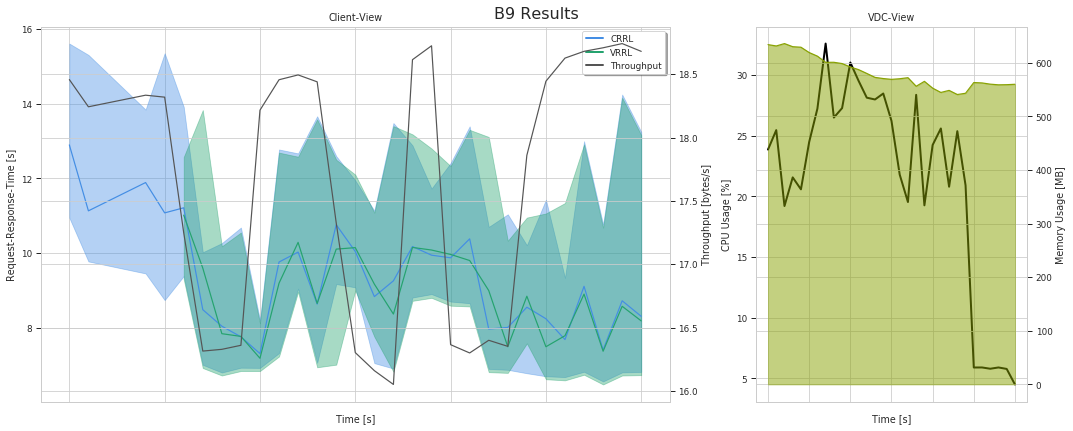 B9 Results
Client-View
VDC-View
CRRL
VRRL
Throughput
Request-Response-Time [s]
16
14
12
10
8
Throughput [bytes/s]
18.5
18.0
17.5
17.0
16.5
16.0
Time [s]
CPU Usage [%]
30
25
20
15
10
5
Memory Usage [MB]
600
500
400
300
200
100
0
Time [s]